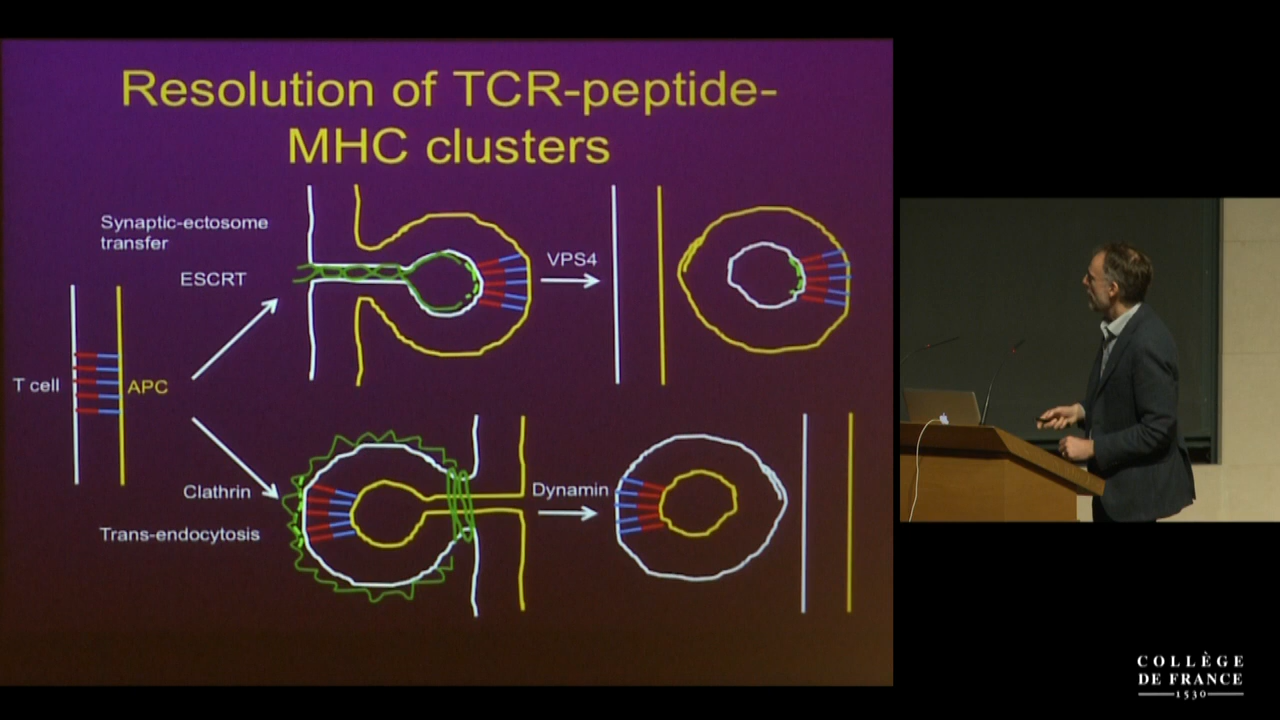 Resolution of TCR-peptide-
MHC clusters
Synaptic-ectosome
transfer
ESCRT
VPS4
T cell
APC
Clathrin
Dynamin
Trans-endocytosis
COLLÈGE
DE FRANCE
1530